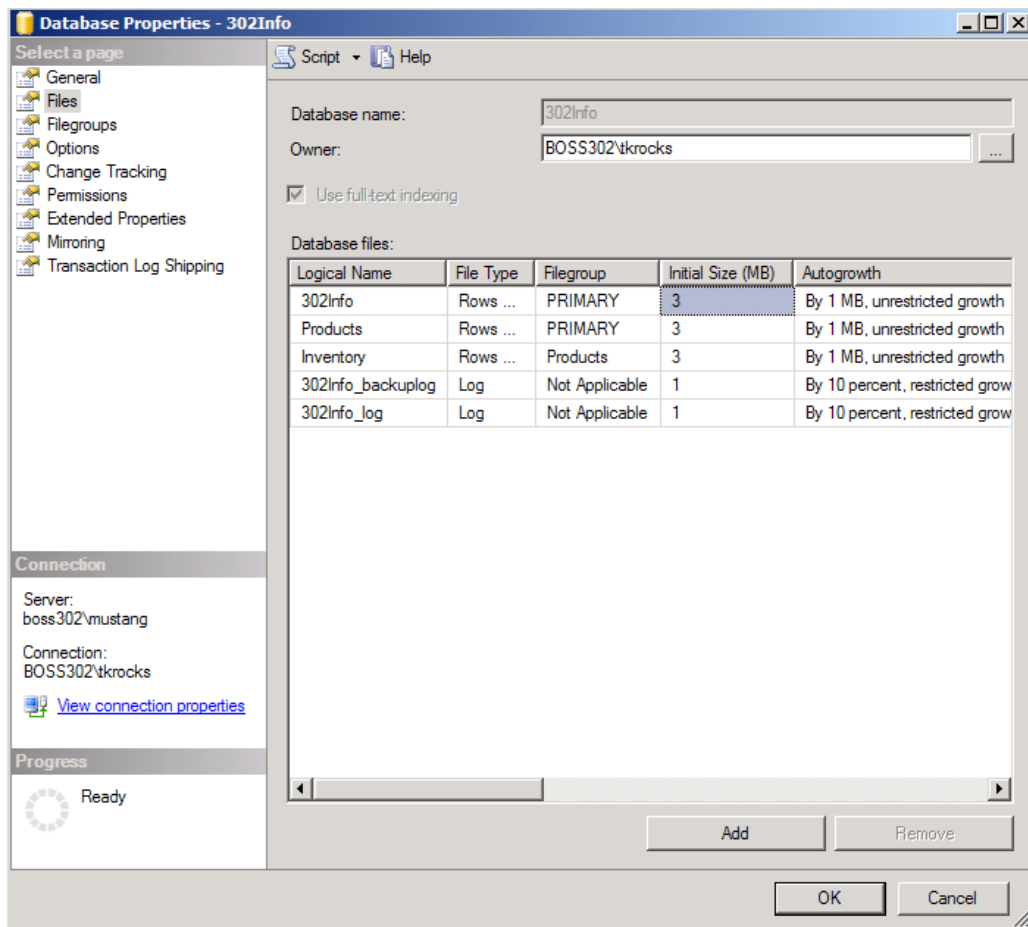 Database Properties - 302Info
Select a page
General
Files
Filegroups
Options
Change Tracking
Permissions
Extended Properties
Mirroring
Transaction Log Shipping
Connection
Server:
boss302\mustang
Connection:
BOSS302\tkrocks
View connection properties
Progress
Ready
Script Help
Database name: 302Info
Owner: BOSS302\tkrocks ...
Use full-text indexing
Database files:
Logical Name File Type Filegroup Initial Size (MB) Autogrowth
302Info Rows ... PRIMARY 3 By 1 MB, unrestricted growth
Products Rows ... PRIMARY 3 By 1 MB, unrestricted growth
Inventory Rows ... Products 3 By 1 MB, unrestricted growth
302Info_backuplog Log Not Applicable 1 By 10 percent, restricted grow
302Info_log Log Not Applicable 1 By 10 percent, restricted grow
Add Remove
OK Cancel